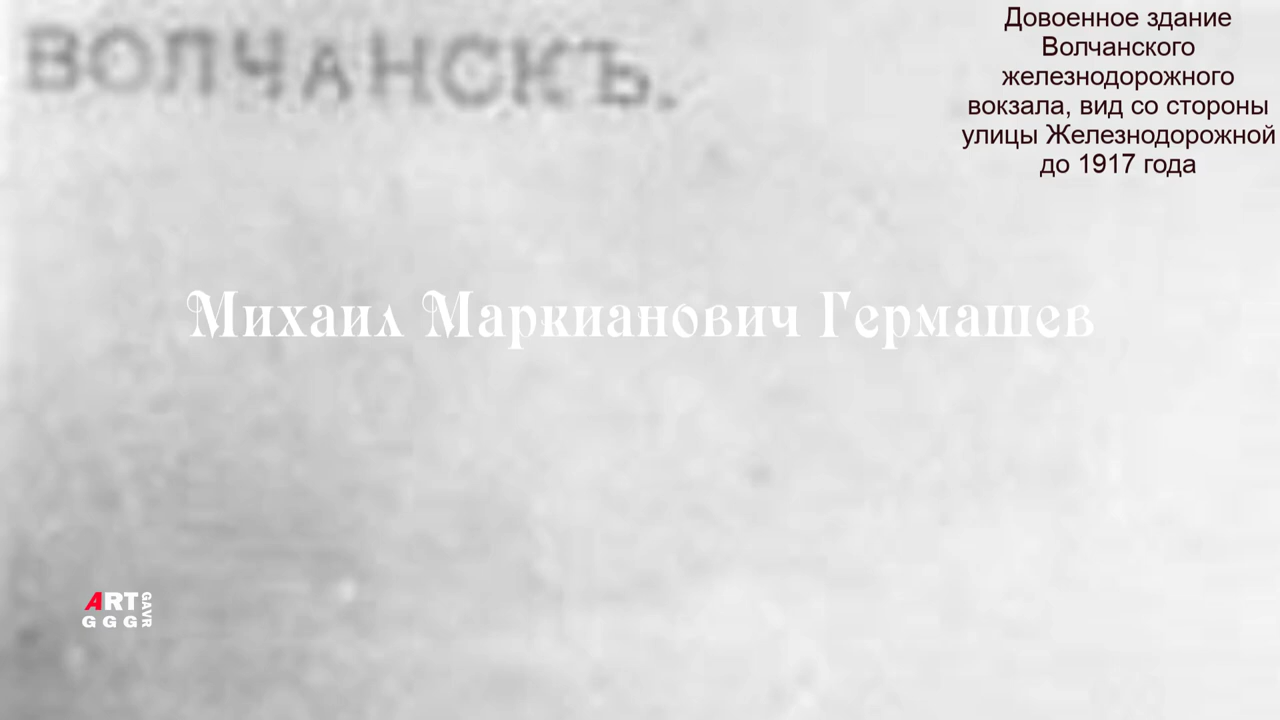 ВОЛЧАНСКЪ.
Довоенное здание
Волчанского
железнодорожного
вокзала, вид со стороны
улицы Железнодорожной
до 1917 года
Михаил Маркианович Гермашев
ART GAVR
GGG